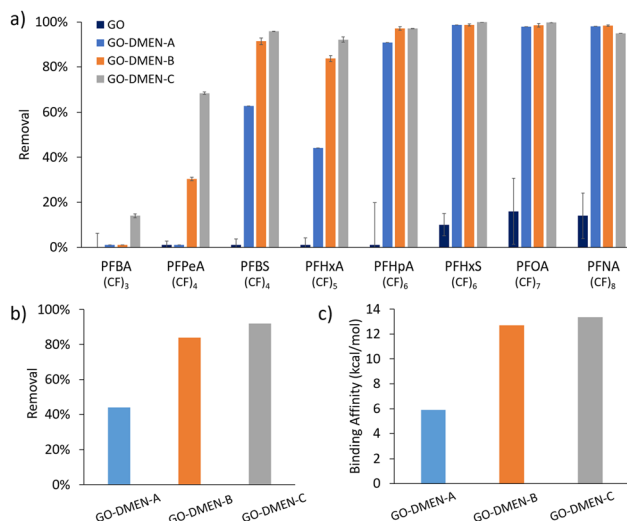 a)
GO
GO-DMEN-A
GO-DMEN-B
GO-DMEN-C
Removal
100%
80%
60%
40%
20%
0%
PFBA PFPeA PFBS PFHxA PFHpA PFHxS PFOA PFNA
(CF)3 (CF)4 (CF)4 (CF)5 (CF)6 (CF)6 (CF)7 (CF)8
b)
Removal
100%
80%
60%
40%
20%
0%
GO-DMEN-A GO-DMEN-B GO-DMEN-C
c)
Binding Affinity (kcal/mol)
14
12
10
8
6
4
2
0
GO-DMEN-A GO-DMEN-B GO-DMEN-C